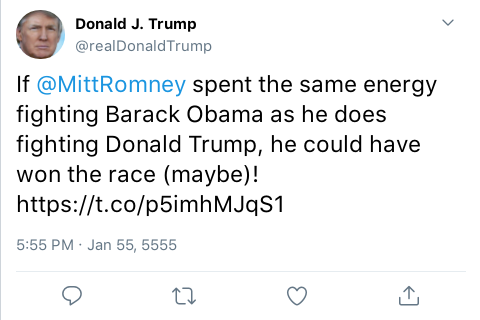 Donald J. Trump
@realDonaldTrump
If @MittRomney spent the same energy
fighting Barack Obama as he does
fighting Donald Trump, he could have
won the race (maybe)!
https://t.co/p5imhMJqS1
5:55 PM · Jan 55, 5555